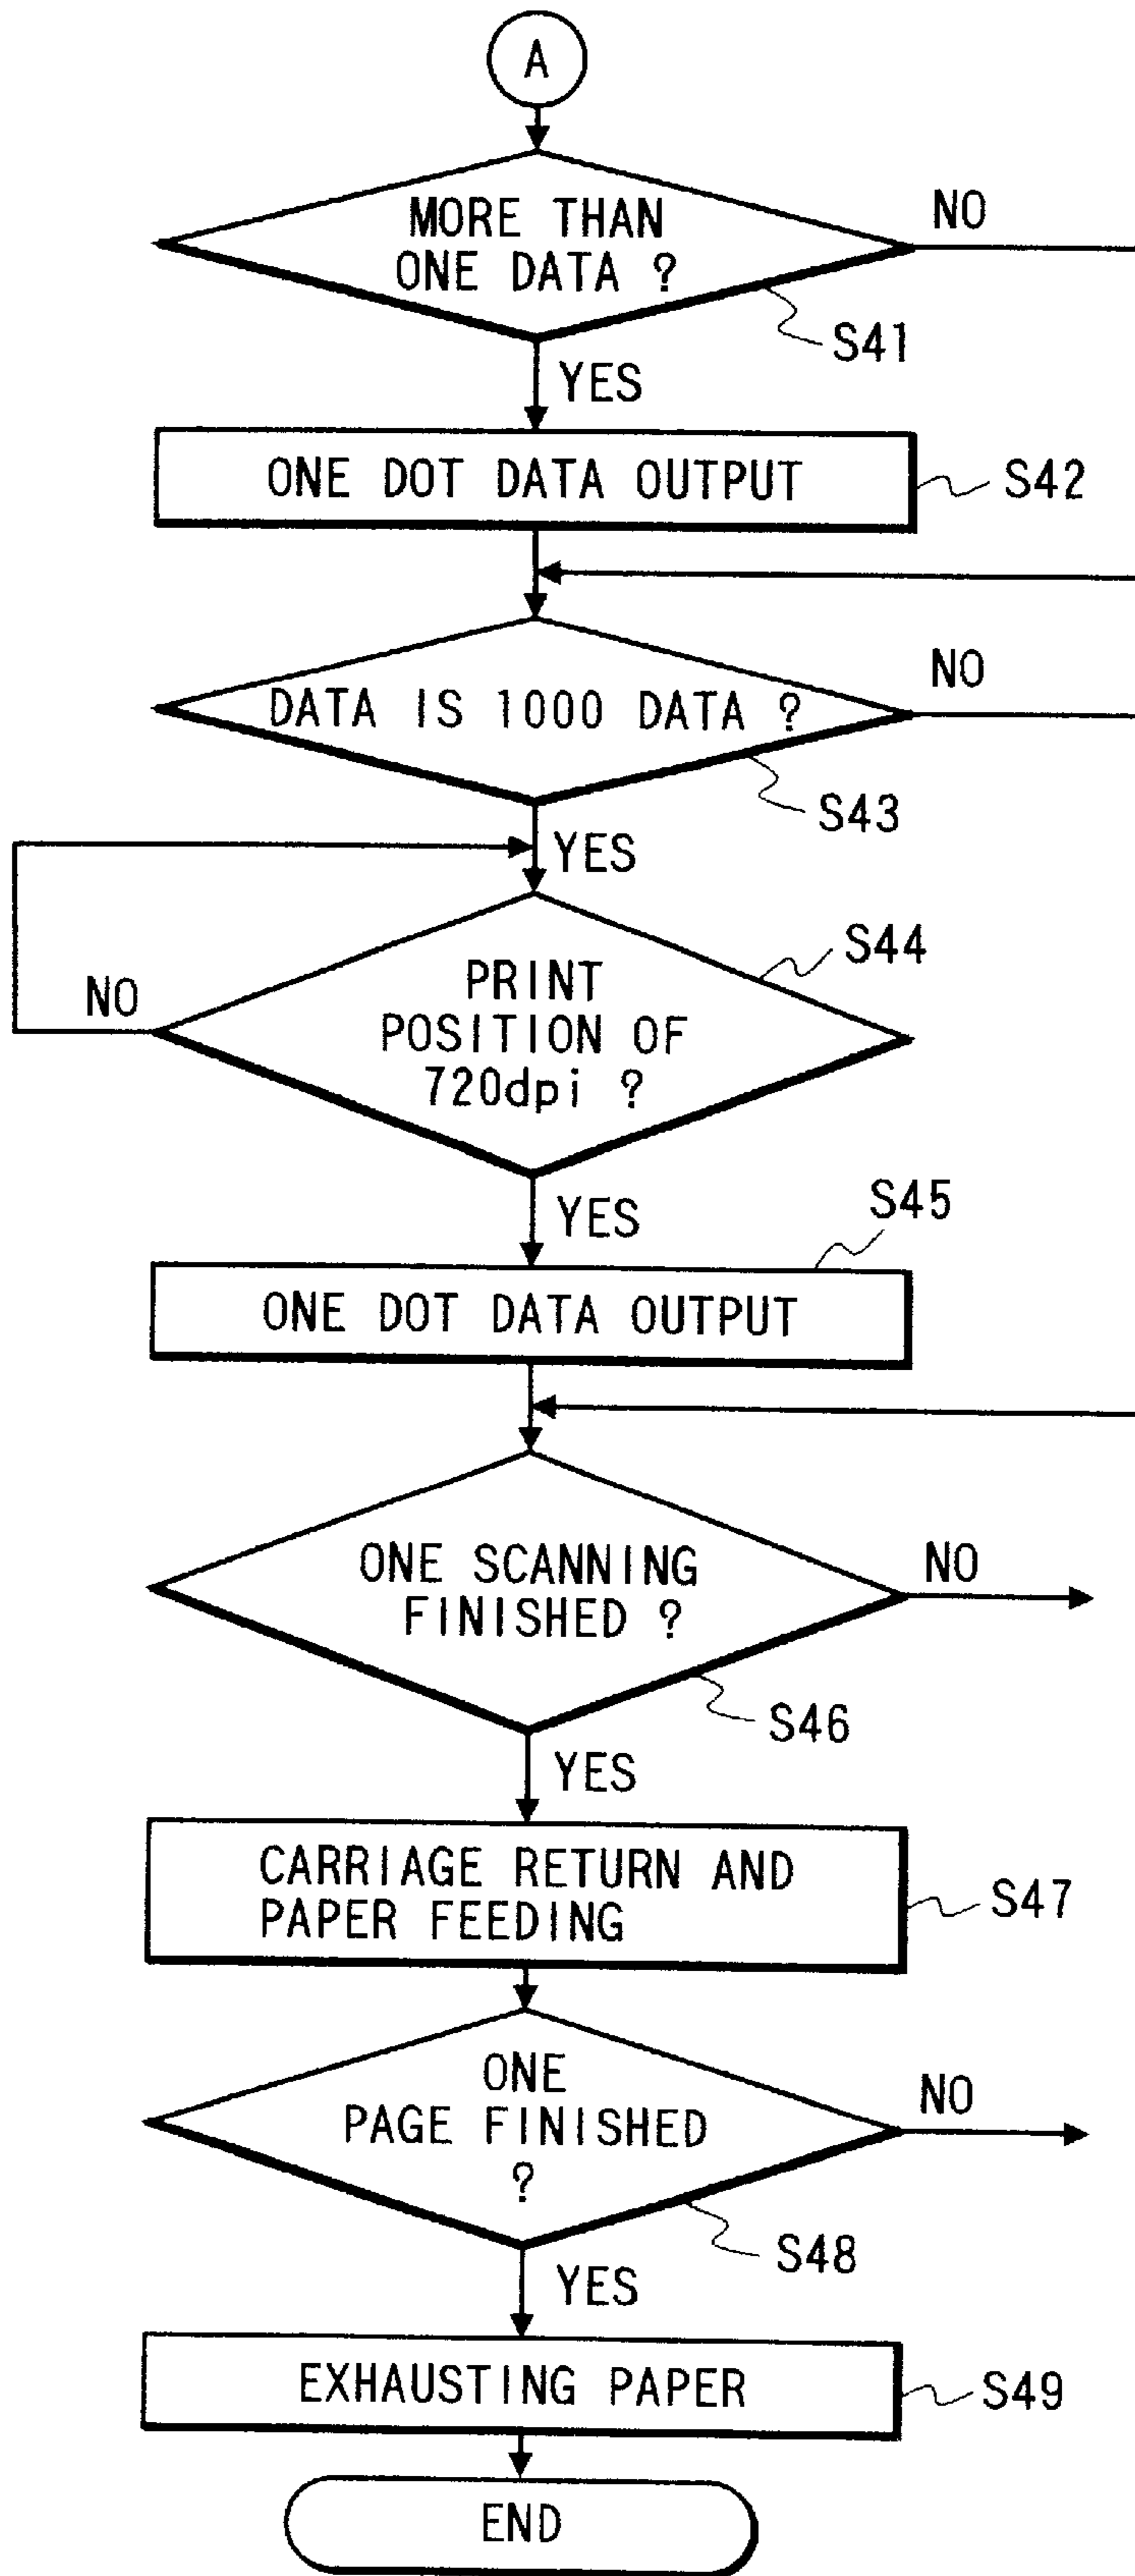 A
MORE THAN
ONE DATA ?
NO
S41
YES
ONE DOT DATA OUTPUT
S42
DATA IS 1000 DATA ?
NO
S43
YES
S44
PRINT
POSITION OF
720dpi ?
NO
YES
S45
ONE DOT DATA OUTPUT
ONE SCANNING
FINISHED ?
NO
S46
YES
CARRIAGE RETURN AND
PAPER FEEDING
S47
ONE
PAGE FINISHED
?
NO
S48
YES
EXHAUSTING PAPER
S49
END